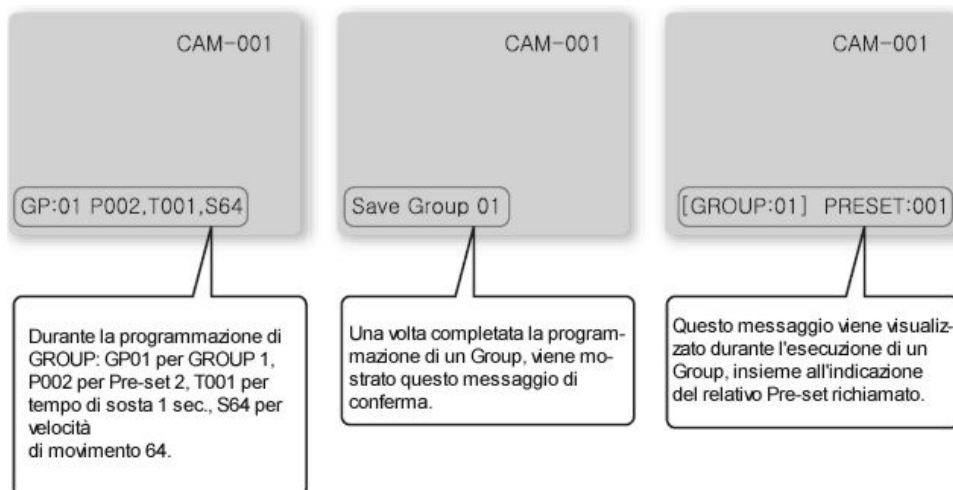 CAM-001
GP:01 P002,T001,S64
Durante la programmazione di
GROUP: GP01 per GROUP 1,
P002 per Pre-set 2, T001 per
tempo di sosta 1 sec., S64 per
velocità
di movimento 64.
CAM-001
Save Group 01
Una volta completata la program-
mazione di un Group, viene mo-
strato questo messaggio di
conferma.
CAM-001
[GROUP:01] PRESET:001
Questo messaggio viene visualiz-
zato durante l'esecuzione di un
Group, insieme all'indicazione
del relativo Pre-set richiamato.